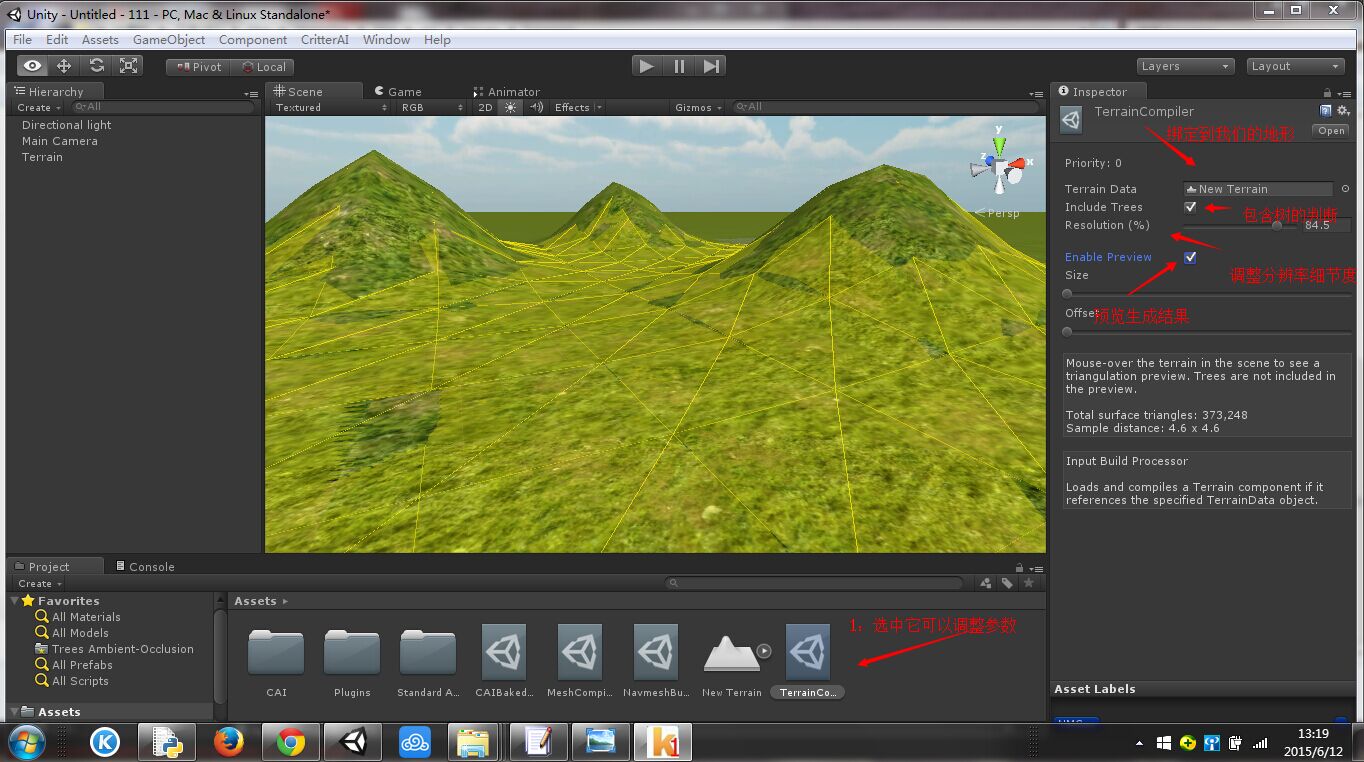 Unity - Untitled - 111 - PC, Mac & Linux Standalone*
File Edit Assets GameObject Component CritterAI Window Help
Pivot Local
Layers Layout
Hierarchy
Create All
Directional light
Main Camera
Terrain
Scene Game Animator
Textured RGB 2D Effects Gizmos All
y
z x
Persp
Inspector
TerrainCompiler
Open
绑定到我们的地形
Priority: 0
Terrain Data New Terrain
Include Trees
包含树的判断
Resolution (%) 84.5
Enable Preview
Size
调整分辨率细节度
Offset
预览生成结果
Mouse-over the terrain in the scene to see a
triangulation preview. Trees are not included in
the preview.
Total surface triangles: 373,248
Sample distance: 4.6 x 4.6
Input Build Processor
Loads and compiles a Terrain component if it
references the specified TerrainData object.
Project Console
Create
Favorites
All Materials
All Models
Trees Ambient-Occlusion
All Prefabs
All Scripts
Assets
Assets
1：选中它可以调整参数
CAI Plugins Standard A... CAIBaked... MeshCompi... NavmeshBu... New Terrain TerrainCo...
Asset Labels
13:19
2015/6/12